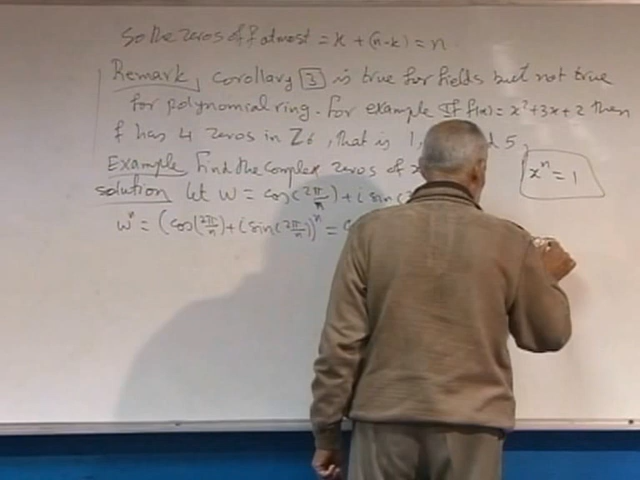 So the zeros of f at most = k + (n-k) = n
Remark, corollary 3 is true for fields but not true
for polynomial ring. For example If f(x) = x² + 3x + 2 then
f has 4 zeros in Z6, that is 1, d 5,
Example Find the complex zeros of x
xⁿ = 1
solution let W = cos(2π/n) + i sin(2
Wⁿ = (cos(2π/n) + i sin(2π/n))ⁿ =